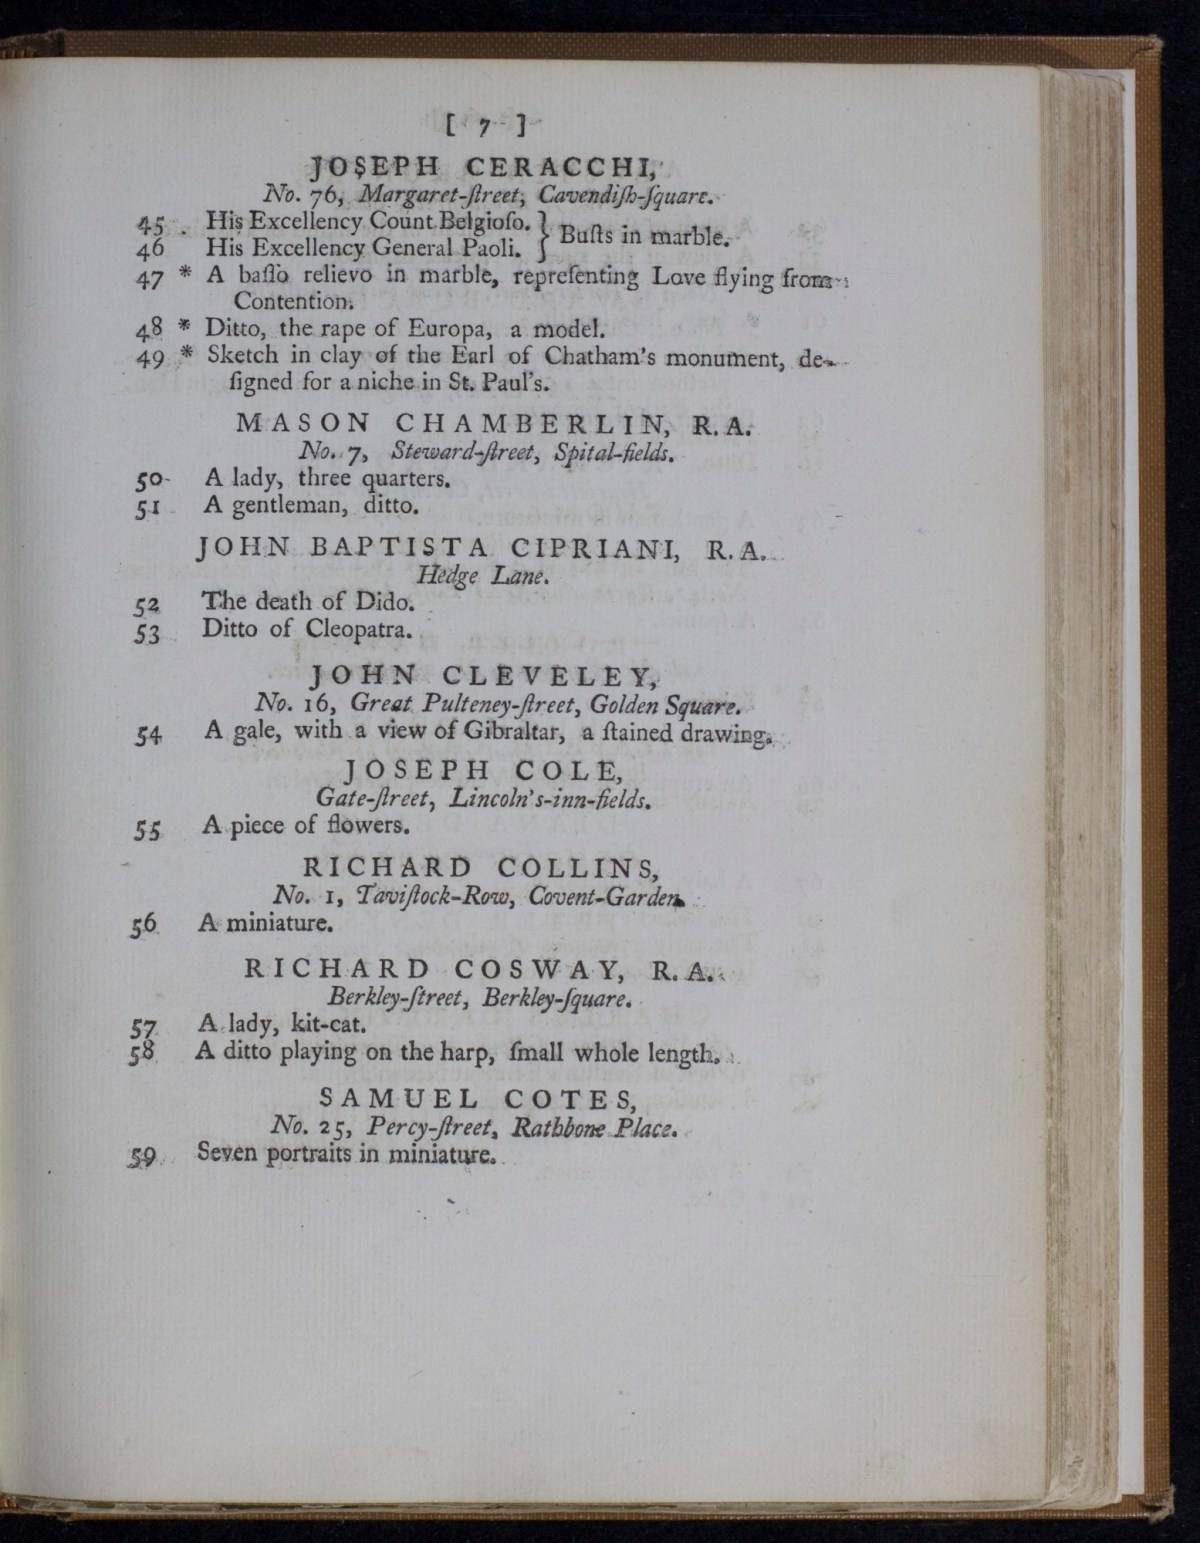 [ 7 ]
JOSEPH CERACCHI,
No. 76, Margaret-ſtreet, Cavendiſh-ſquare.
45 His Excellency Count Belgioſo. } Buſts in marble.
46 His Excellency General Paoli.
47 * A baſſo relievo in marble, repreſenting Love flying from
Contention.
48 * Ditto, the rape of Europa, a model.
49 * Sketch in clay of the Earl of Chatham's monument, de-
ſigned for a niche in St. Paul's.
MASON CHAMBERLIN, R.A.
No. 7, Steward-ſtreet, Spital-fields.
50 A lady, three quarters.
51 A gentleman, ditto.
JOHN BAPTISTA CIPRIANI, R.A.
Hedge Lane.
52 The death of Dido.
53 Ditto of Cleopatra.
JOHN CLEVELEY,
No. 16, Great Pulteney-ſtreet, Golden Square.
54 A gale, with a view of Gibraltar, a ſtained drawing.
JOSEPH COLE,
Gate-ſtreet, Lincoln's-inn-fields.
55 A piece of flowers.
RICHARD COLLINS,
No. 1, Taviſtock-Row, Covent-Garden.
56 A miniature.
RICHARD COSWAY, R.A.
Berkley-ſtreet, Berkley-ſquare.
57 A lady, kit-cat.
58 A ditto playing on the harp, ſmall whole length.
SAMUEL COTES,
No. 25, Percy-ſtreet, Rathbone Place.
59 Seven portraits in miniature.